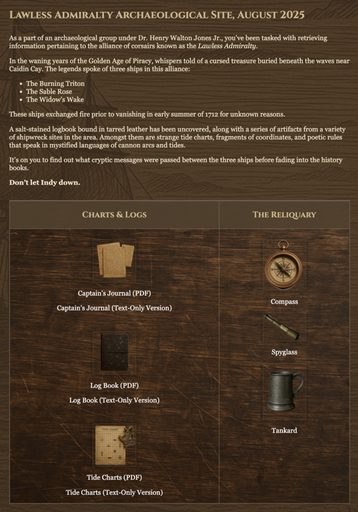 Lawless Admiralty Archaeological Site, August 2025
As a part of an archaeological group under Dr. Henry Walton Jones Jr., you've been tasked with retrieving
information pertaining to the alliance of corsairs known as the Lawless Admiralty.
In the waning years of the Golden Age of Piracy, whispers told of a cursed treasure buried beneath the waves near
Caidin Cay. The legends spoke of three ships in this alliance:
• The Burning Triton
• The Sable Rose
• The Widow's Wake
These ships exchanged fire prior to vanishing in early summer of 1712 for unknown reasons.
A salt-stained logbook bound in tarred leather has been uncovered, along with a series of artifacts from a variety
of shipwreck sites in the area. Amongst them are strange tide charts, fragments of coordinates, and poetic rules
that speak in mystified languages of cannon arcs and tides.
It's on you to find out what cryptic messages were passed between the three ships before fading into the history
books.
Don't let Indy down.
Charts & Logs
The Reliquary
Captain's Journal (PDF)
Captain's Journal (Text-Only Version)
Log Book (PDF)
Log Book (Text-Only Version)
Tide Charts (PDF)
Tide Charts (Text-Only Version)
Compass
Spyglass
Tankard